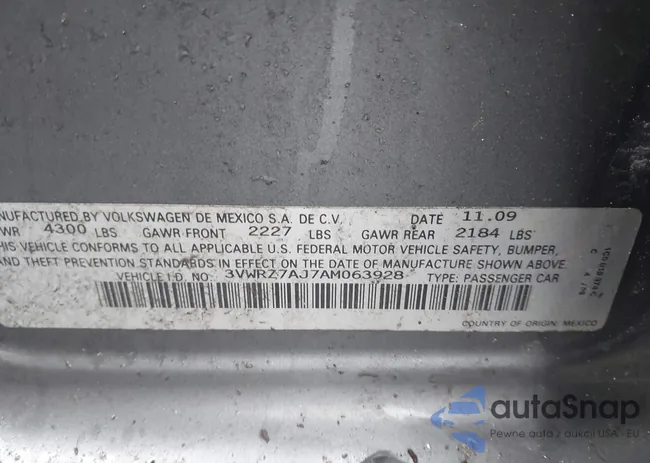 NUFACTURED BY VOLKSWAGEN DE MEXICO S.A. DE C.V. DATE 11.09
WR 4300 LBS GAWR FRONT 2227 LBS GAWR REAR 2184 LBS
HIS VEHICLE CONFORMS TO ALL APPLICABLE U.S. FEDERAL MOTOR VEHICLE SAFETY, BUMPER,
AND THEFT PREVENTION STANDARDS IN EFFECT ON THE DATE OF MANUFACTURE SHOWN ABOVE.
VEHICLE I.D. NO. 3VWRZ7AJ7AM063928 TYPE: PASSENGER CAR
COUNTRY OF ORIGIN: MEXICO
autaSnap
Pewne auta z aukcji USA - EU